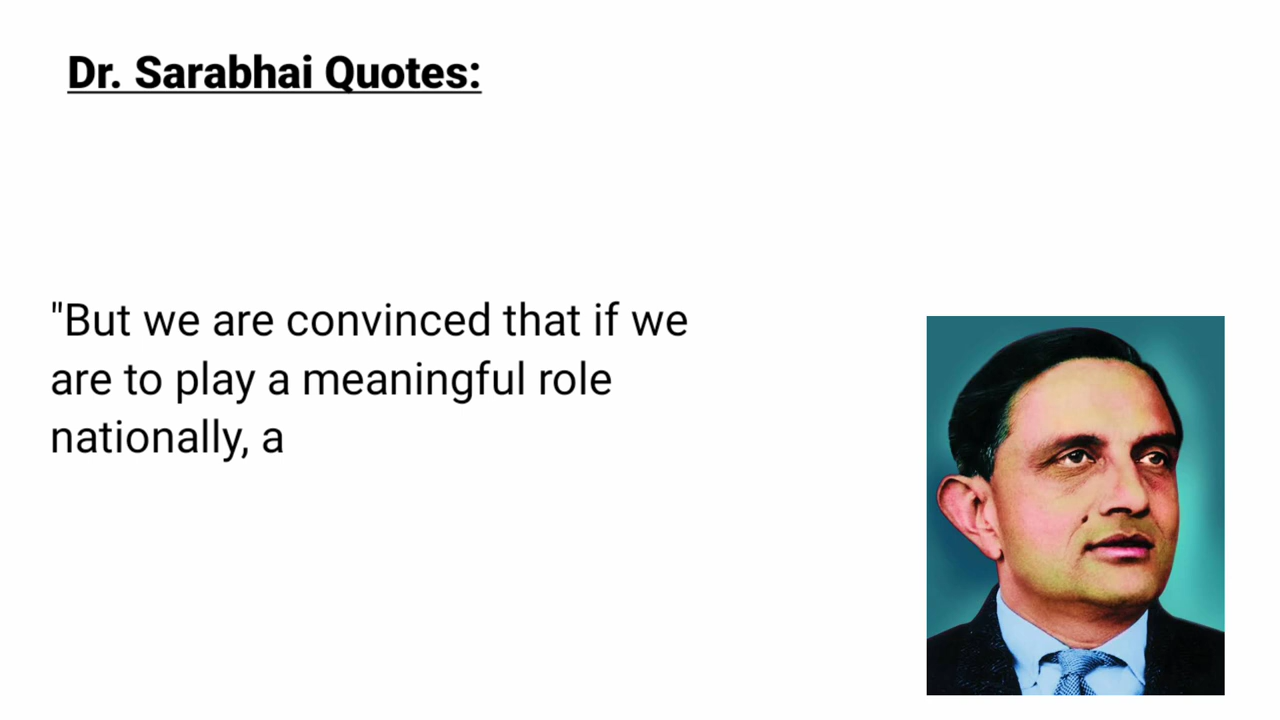 Dr. Sarabhai Quotes:
"But we are convinced that if we
are to play a meaningful role
nationally, a